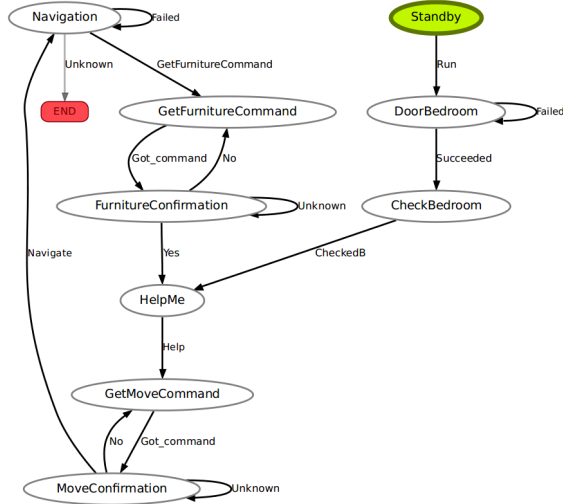 Navigation
Failed
Standby
Unknown
GetFurnitureCommand
Run
END
GetFurnitureCommand
DoorBedroom
Failed
Got_command
No
Succeeded
FurnitureConfirmation
Unknown
CheckBedroom
Navigate
Yes
CheckedB
HelpMe
Help
GetMoveCommand
No
Got_command
MoveConfirmation
Unknown